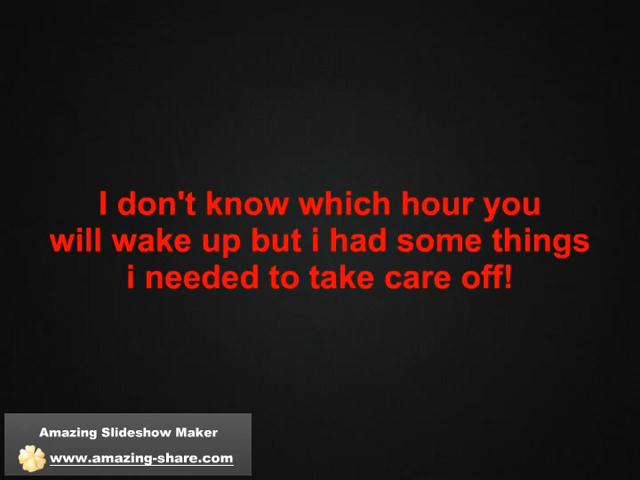 I don't know which hour you
will wake up but i had some things
i needed to take care off!
Amazing Slideshow Maker
www.amazing-share.com